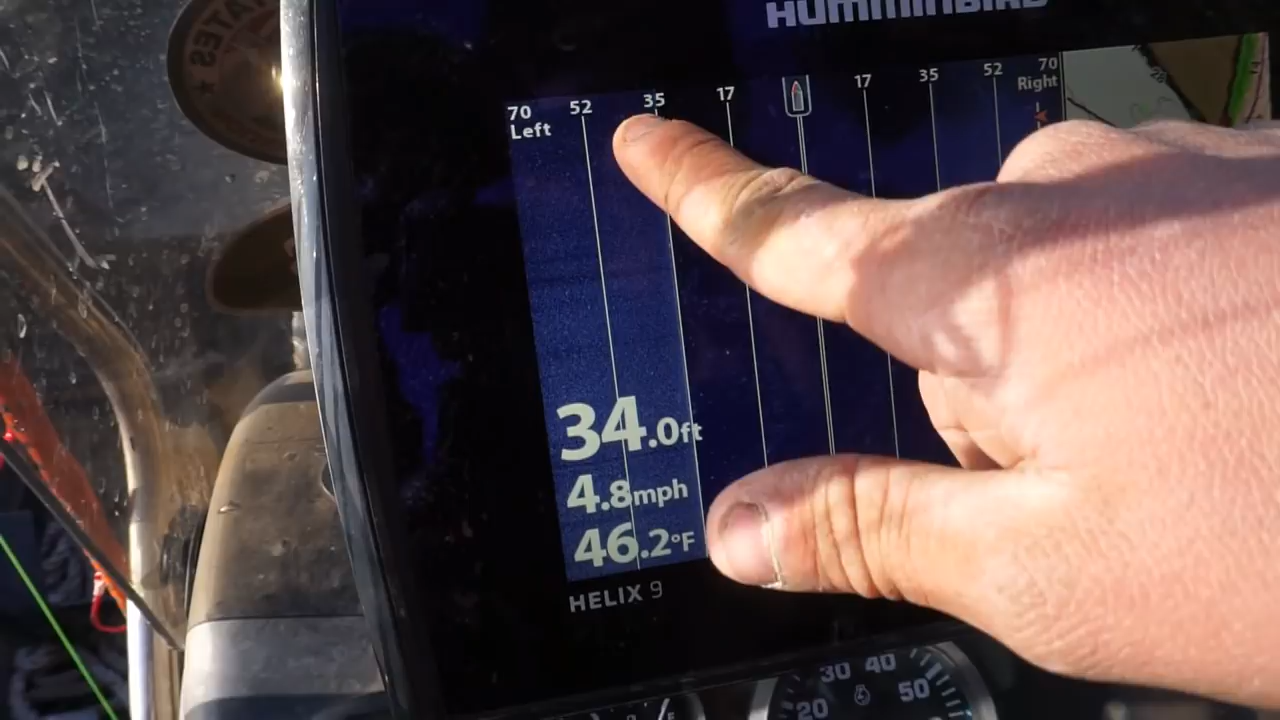 HUMMINBIRD
70 52 35 17 17 35 52 70
Left Right
34.0ft
4.8mph
46.2°F
HELIX 9
20 30 40 50
TATES